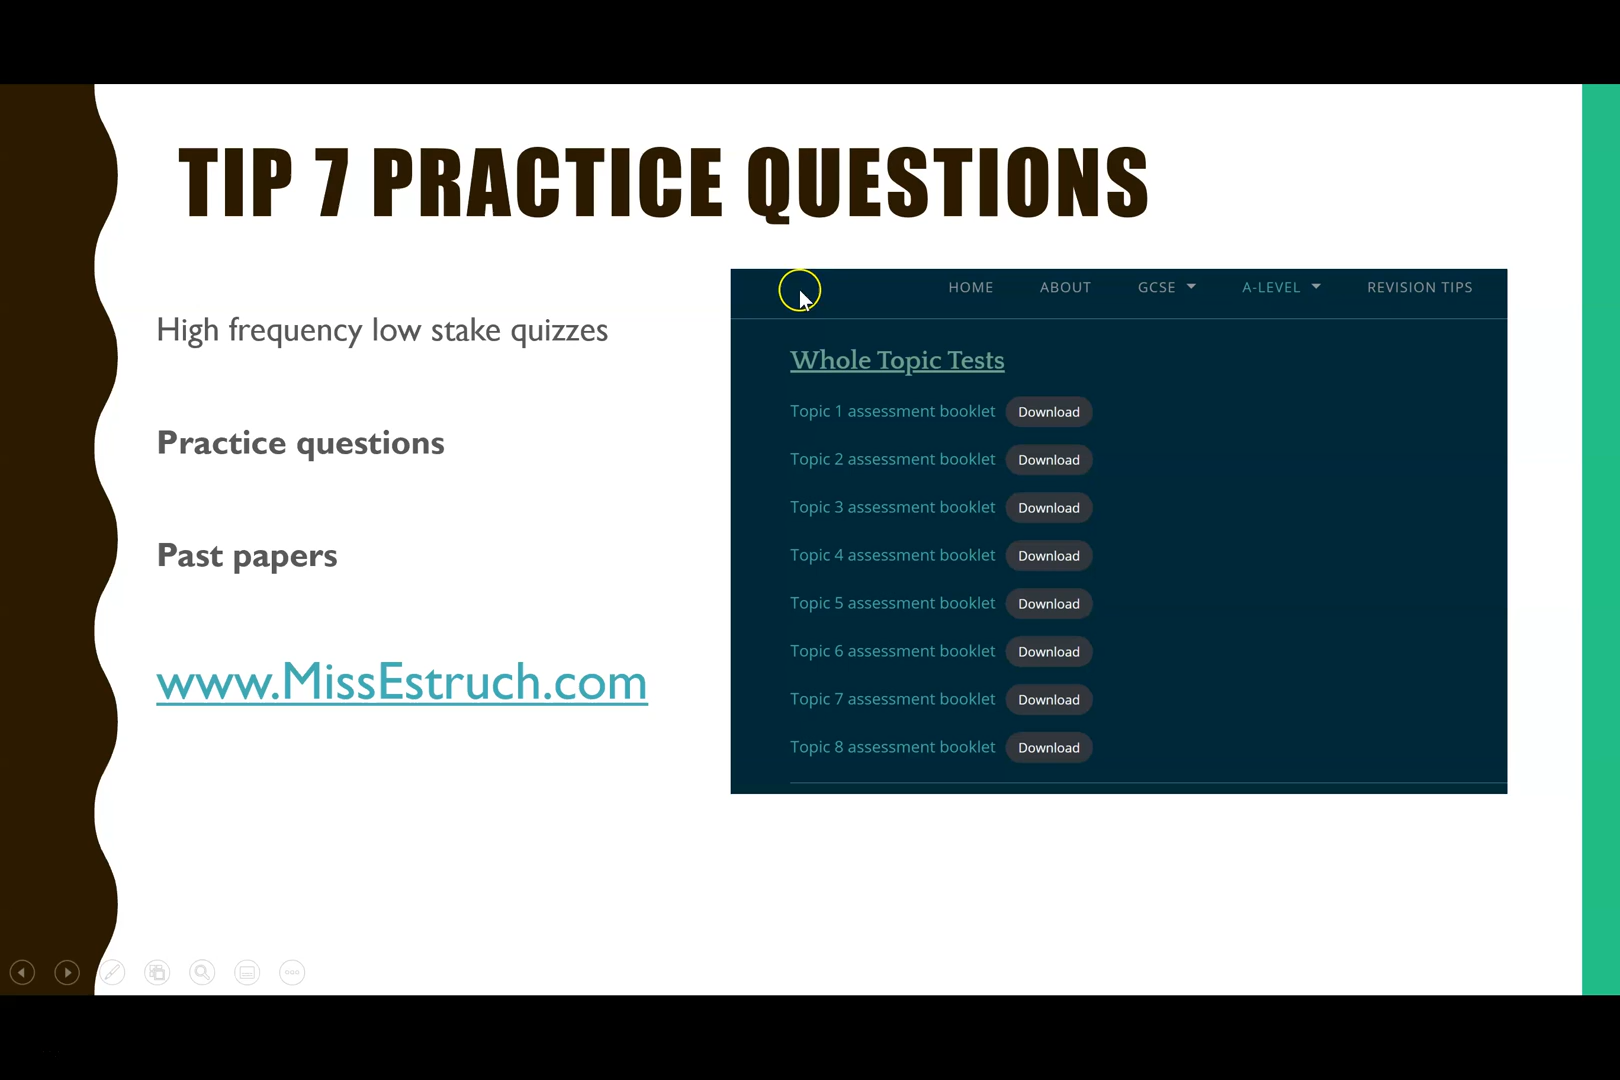 TIP 7 PRACTICE QUESTIONS
High frequency low stake quizzes
Practice questions
Past papers
www.MissEstruch.com
HOME ABOUT GCSE A-LEVEL REVISION TIPS
Whole Topic Tests
Topic 1 assessment booklet Download
Topic 2 assessment booklet Download
Topic 3 assessment booklet Download
Topic 4 assessment booklet Download
Topic 5 assessment booklet Download
Topic 6 assessment booklet Download
Topic 7 assessment booklet Download
Topic 8 assessment booklet Download